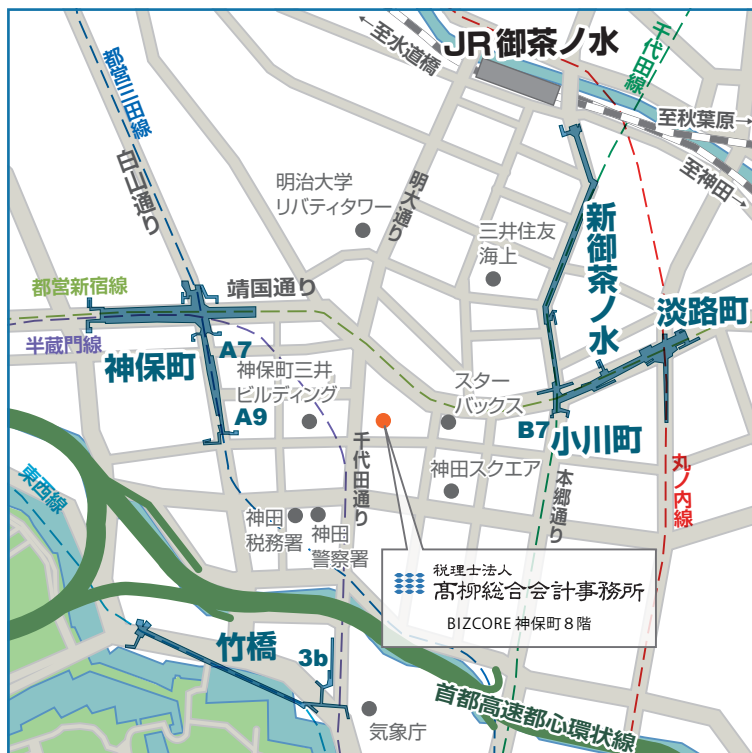 ←至水道橋
JR御茶ノ水
千代田線
都営三田線
至秋葉原→
至神田→
白山通り
明治大学
リバティタワー
明大通り
三井住友
海上
新御茶ノ水
都営新宿線
靖国通り
淡路町
半蔵門線
神保町
A7
神保町三井
ビルディング
スター
バックス
A9
B7
小川町
千代田通り
神田スクエア
本郷通り
丸ノ内線
東西線
神田
税務署
神田
警察署
税理士法人
髙柳総合会計事務所
BIZCORE 神保町8階
竹橋
3b
首都高速都心環状線
気象庁